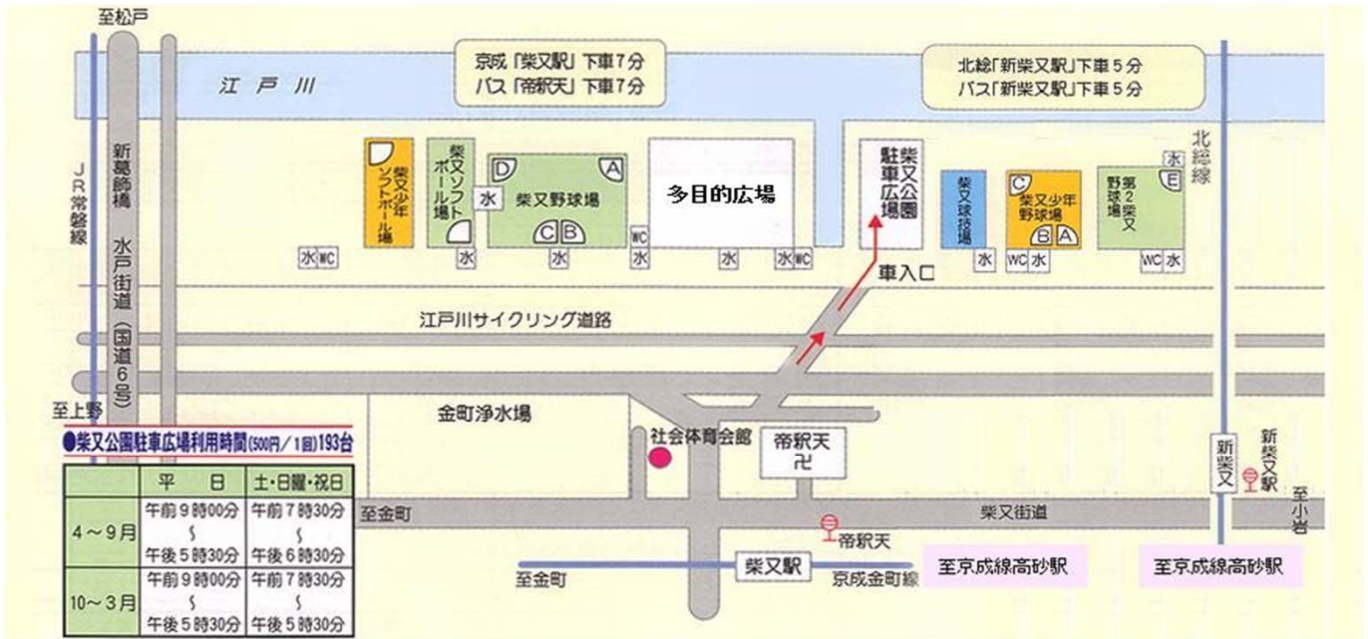 至松戸
京成「柴又駅」下車7分
バス「帝釈天」下車7分
北総「新柴又駅」下車5分
バス「新柴又駅」下車5分
江戸川
北総線
JR常磐線
新葛飾橋
水戸街道(国道6号)
柴又少年
ソフトボール場
柴又ソフト
ボール場
水
D
A
柴又野球場
C B
多目的広場
柴又公園
駐車広場
柴又球技場
C
柴又少年
野球場
B A
水
E
第2柴又
野球場
水 WC
水
水
WC
水
水
水 WC
水
WC 水
WC 水
車入口
江戸川サイクリング道路
至上野
金町浄水場
社会体育会館
帝釈天
卍
新柴又
新柴又駅
●柴又公園駐車広場利用時間(500円/1回)193台
平 日 土・日曜・祝日
4~9月 午前9時00分 ~ 午後5時30分 午前7時30分 ~ 午後6時30分
10~3月 午前9時00分 ~ 午後5時30分 午前7時30分 ~ 午後5時30分
至金町
柴又街道
至小岩
帝釈天
至金町
柴又駅
京成金町線
至京成線高砂駅
至京成線高砂駅